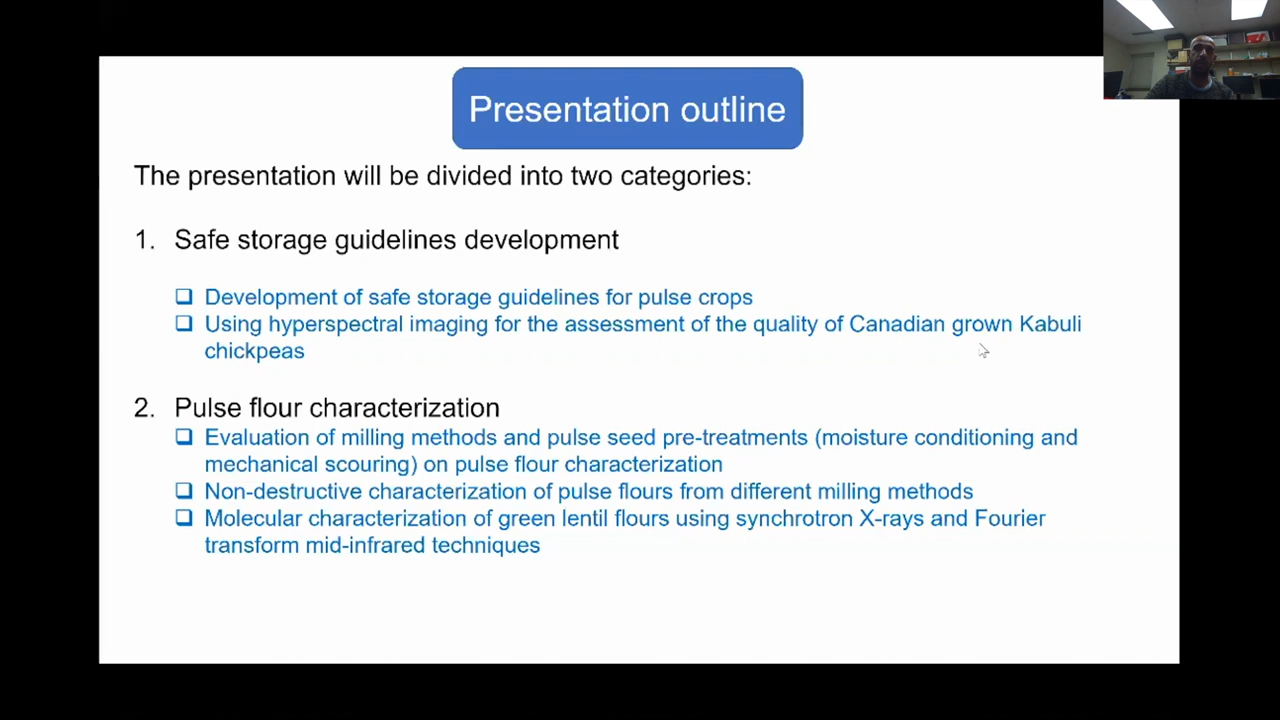 Presentation outline
The presentation will be divided into two categories:
1. Safe storage guidelines development
❑ Development of safe storage guidelines for pulse crops
❑ Using hyperspectral imaging for the assessment of the quality of Canadian grown Kabuli
chickpeas
2. Pulse flour characterization
❑ Evaluation of milling methods and pulse seed pre-treatments (moisture conditioning and
mechanical scouring) on pulse flour characterization
❑ Non-destructive characterization of pulse flours from different milling methods
❑ Molecular characterization of green lentil flours using synchrotron X-rays and Fourier
transform mid-infrared techniques